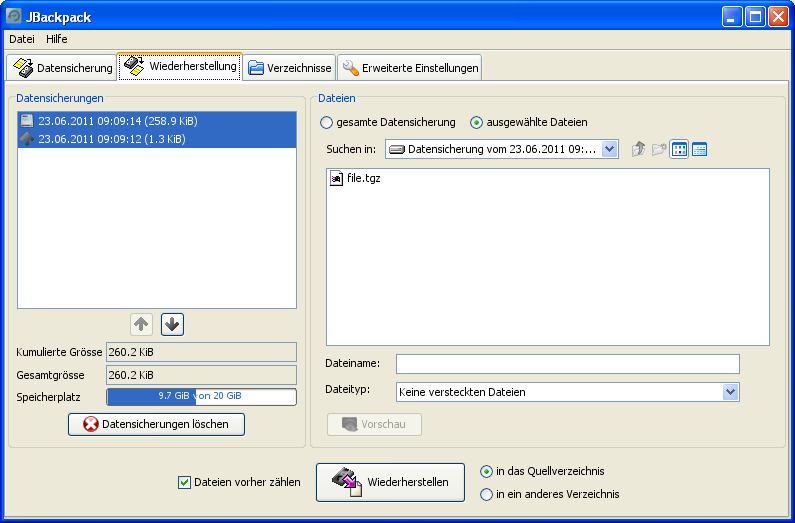 JBackpack
Datei Hilfe
Datensicherung Wiederherstellung Verzeichnisse Erweiterte Einstellungen
Datensicherungen
23.06.2011 09:09:14 (258.9 KiB)
23.06.2011 09:09:12 (1.3 KiB)
Kumulierte Grösse 260.2 KiB
Gesamtgrösse 260.2 KiB
Speicherplatz 9.7 GiB von 20 GiB
Datensicherungen löschen
Dateien
gesamte Datensicherung ausgewählte Dateien
Suchen in: Datensicherung vom 23.06.2011 09:...
file.tgz
Dateiname:
Dateityp: Keine versteckten Dateien
Vorschau
Dateien vorher zählen
Wiederherstellen
in das Quellverzeichnis
in ein anderes Verzeichnis